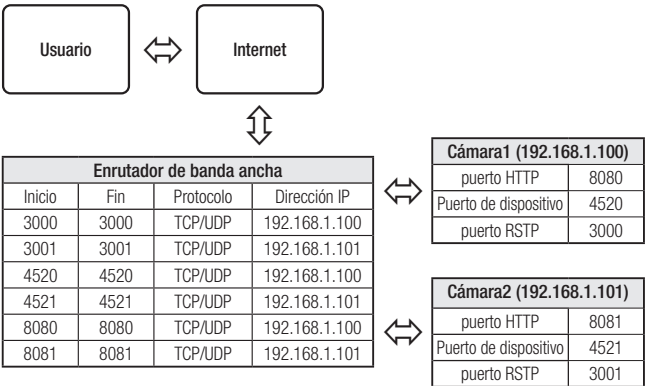 Usuario
Internet
Enrutador de banda ancha
Inicio Fin Protocolo Dirección IP
3000 3000 TCP/UDP 192.168.1.100
3001 3001 TCP/UDP 192.168.1.101
4520 4520 TCP/UDP 192.168.1.100
4521 4521 TCP/UDP 192.168.1.101
8080 8080 TCP/UDP 192.168.1.100
8081 8081 TCP/UDP 192.168.1.101
Cámara1 (192.168.1.100)
puerto HTTP 8080
Puerto de dispositivo 4520
puerto RSTP 3000
Cámara2 (192.168.1.101)
puerto HTTP 8081
Puerto de dispositivo 4521
puerto RSTP 3001